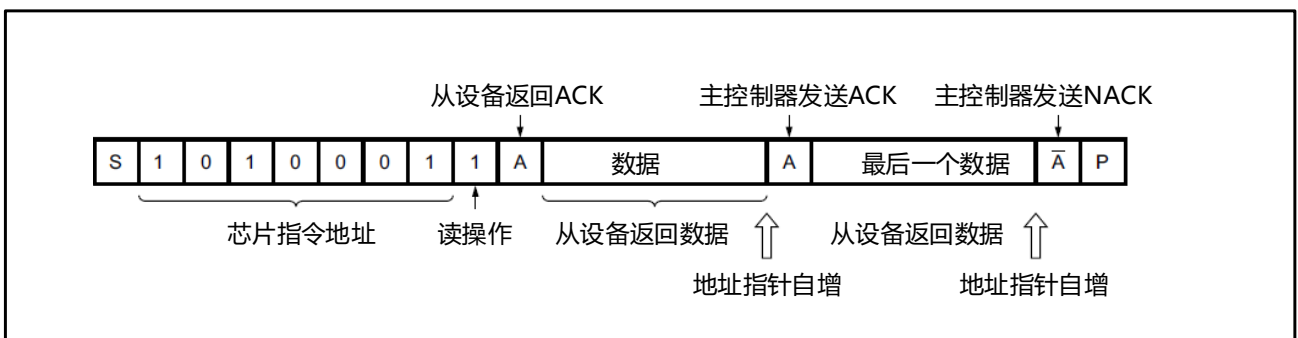 从设备返回ACK 主控制器发送ACK 主控制器发送NACK
S 1 0 1 0 0 0 1 1 A 数据 A 最后一个数据 A̅ P
芯片指令地址 读操作 从设备返回数据 从设备返回数据
地址指针自增 地址指针自增